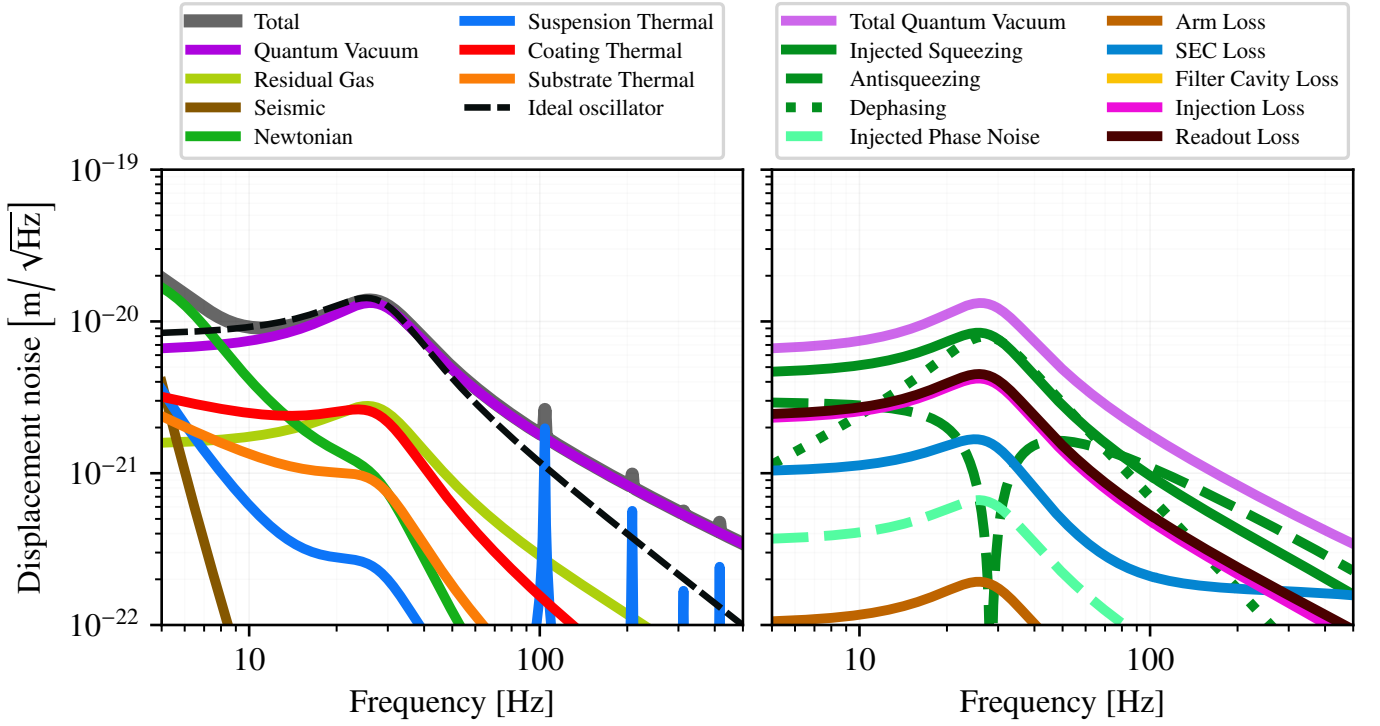 Total
Quantum Vacuum
Residual Gas
Seismic
Newtonian
Suspension Thermal
Coating Thermal
Substrate Thermal
Ideal oscillator
Total Quantum Vacuum
Injected Squeezing
Antisqueezing
Dephasing
Injected Phase Noise
Arm Loss
SEC Loss
Filter Cavity Loss
Injection Loss
Readout Loss
Displacement noise [m/√Hz]
10⁻¹⁹
10⁻²⁰
10⁻²¹
10⁻²²
10 100
Frequency [Hz]
10 100
Frequency [Hz]